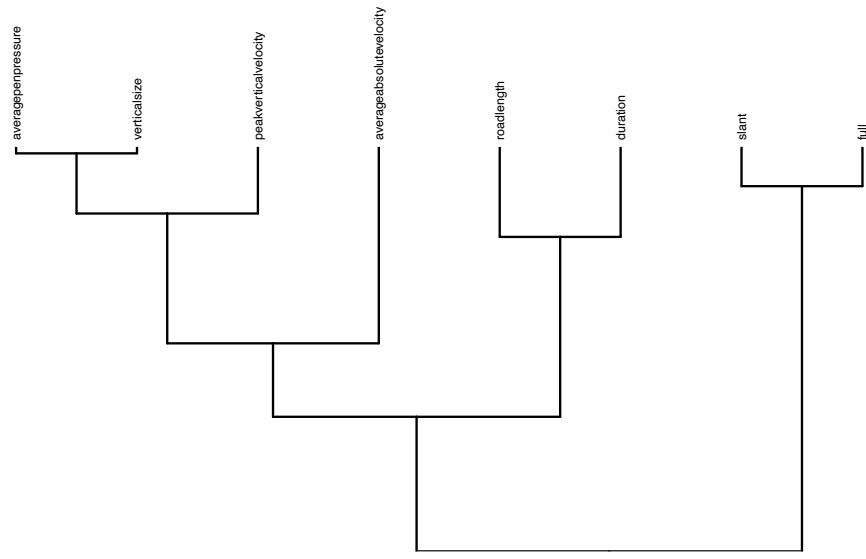 averagepenpressure
verticalsize
peakverticalvelocity
averageabsolutevelocity
roadlength
duration
slant
full